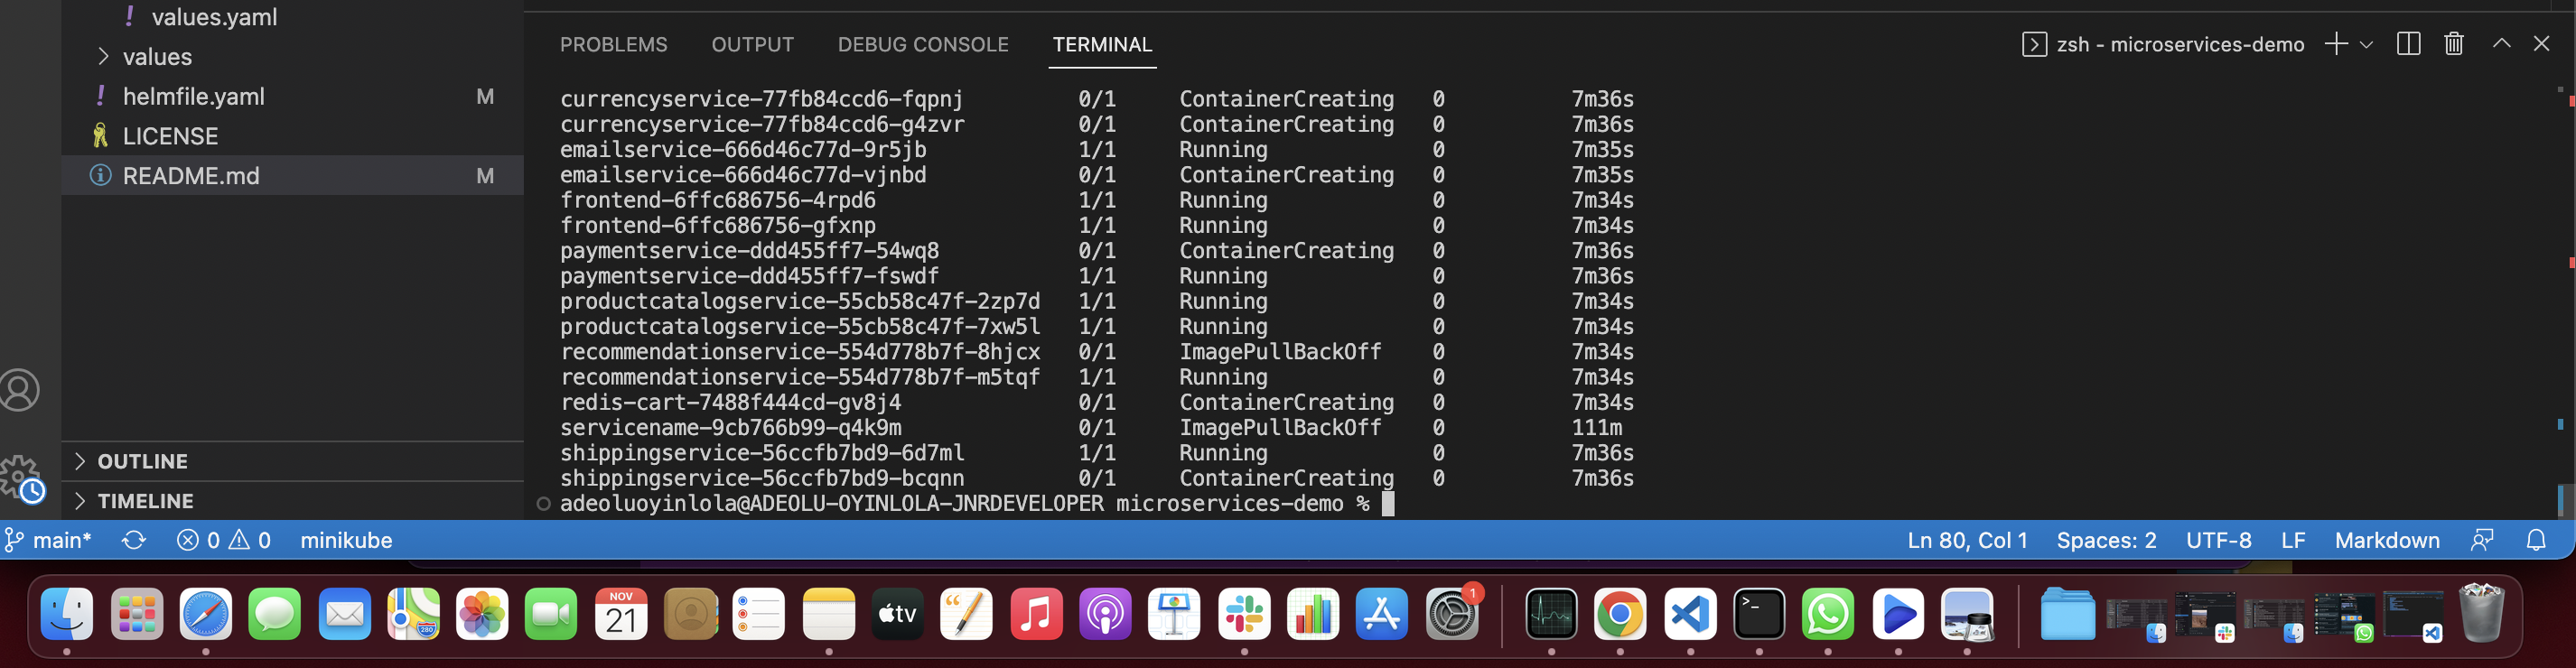 values.yaml
values
helmfile.yaml M
LICENSE
README.md M
OUTLINE
TIMELINE
PROBLEMS OUTPUT DEBUG CONSOLE TERMINAL zsh - microservices-demo
currencyservice-77fb84ccd6-fqpnj 0/1 ContainerCreating 0 7m36s
currencyservice-77fb84ccd6-g4zvr 0/1 ContainerCreating 0 7m36s
emailservice-666d46c77d-9r5jb 1/1 Running 0 7m35s
emailservice-666d46c77d-vjnbd 0/1 ContainerCreating 0 7m35s
frontend-6ffc686756-4rpd6 1/1 Running 0 7m34s
frontend-6ffc686756-gfxnp 1/1 Running 0 7m34s
paymentservice-ddd455ff7-54wq8 0/1 ContainerCreating 0 7m36s
paymentservice-ddd455ff7-fswdf 1/1 Running 0 7m36s
productcatalogservice-55cb58c47f-2zp7d 1/1 Running 0 7m34s
productcatalogservice-55cb58c47f-7xw5l 1/1 Running 0 7m34s
recommendationservice-554d778b7f-8hjcx 0/1 ImagePullBackOff 0 7m34s
recommendationservice-554d778b7f-m5tqf 1/1 Running 0 7m34s
redis-cart-7488f444cd-gv8j4 0/1 ContainerCreating 0 7m34s
servicename-9cb766b99-q4k9m 0/1 ImagePullBackOff 0 111m
shippingservice-56ccfb7bd9-6d7ml 1/1 Running 0 7m36s
shippingservice-56ccfb7bd9-bcqnn 0/1 ContainerCreating 0 7m36s
adeoluoyinlola@ADEOLU-OYINLOLA-JNRDEVELOPER microservices-demo %
main* 0 0 minikube Ln 80, Col 1 Spaces: 2 UTF-8 LF Markdown
NOV
21
280
tv
1
>_